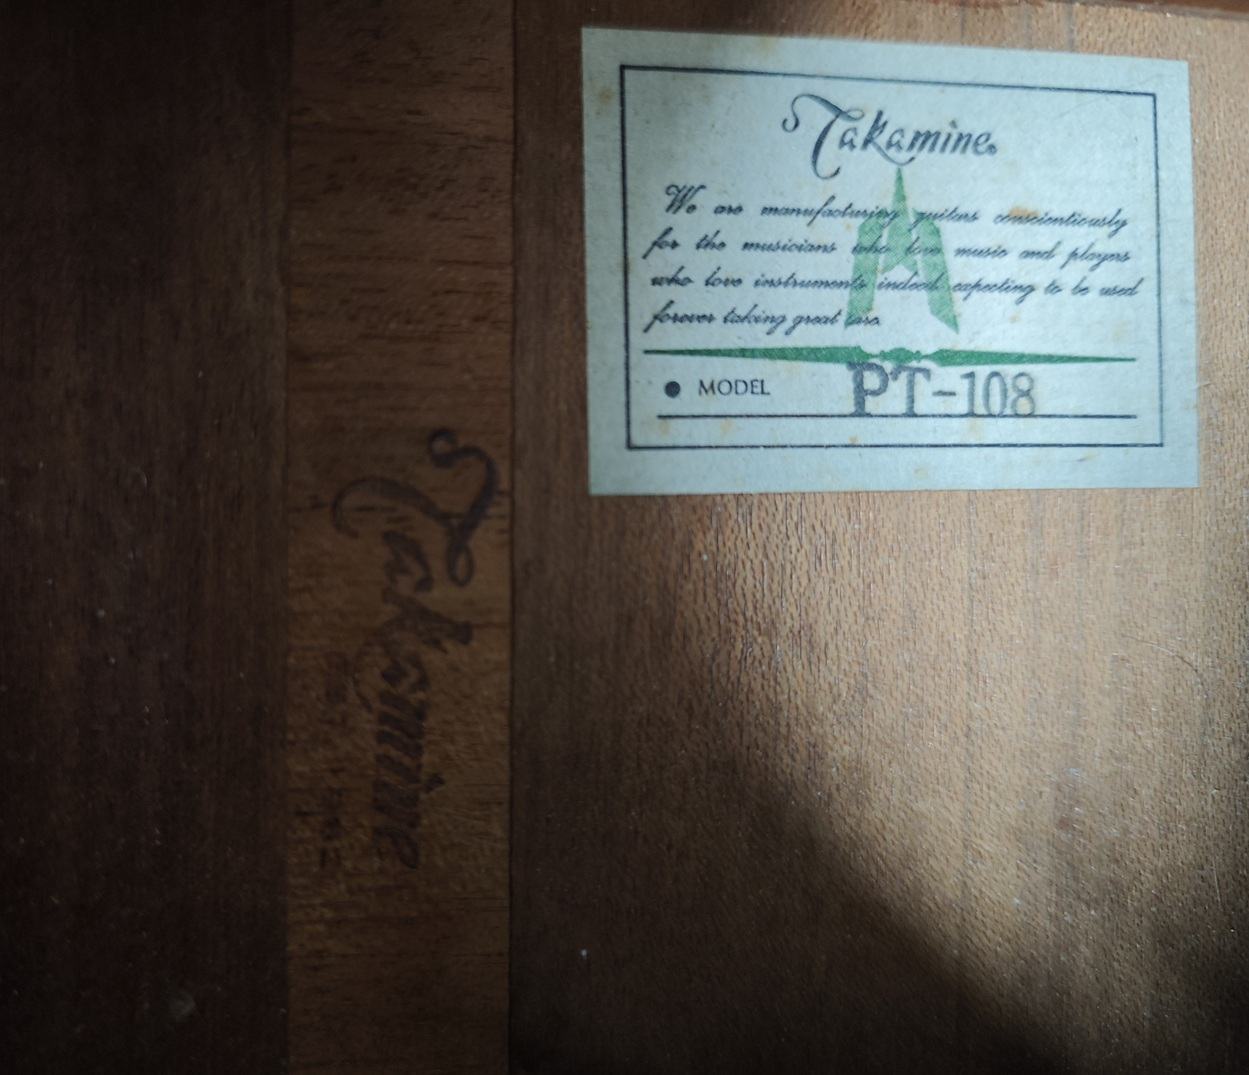 Takamine
We are manufacturing guitars conscientiously
for the musicians who love music and players
who love instruments indeed expecting to be used
forever taking great care.
● MODEL PT-108
Takamine